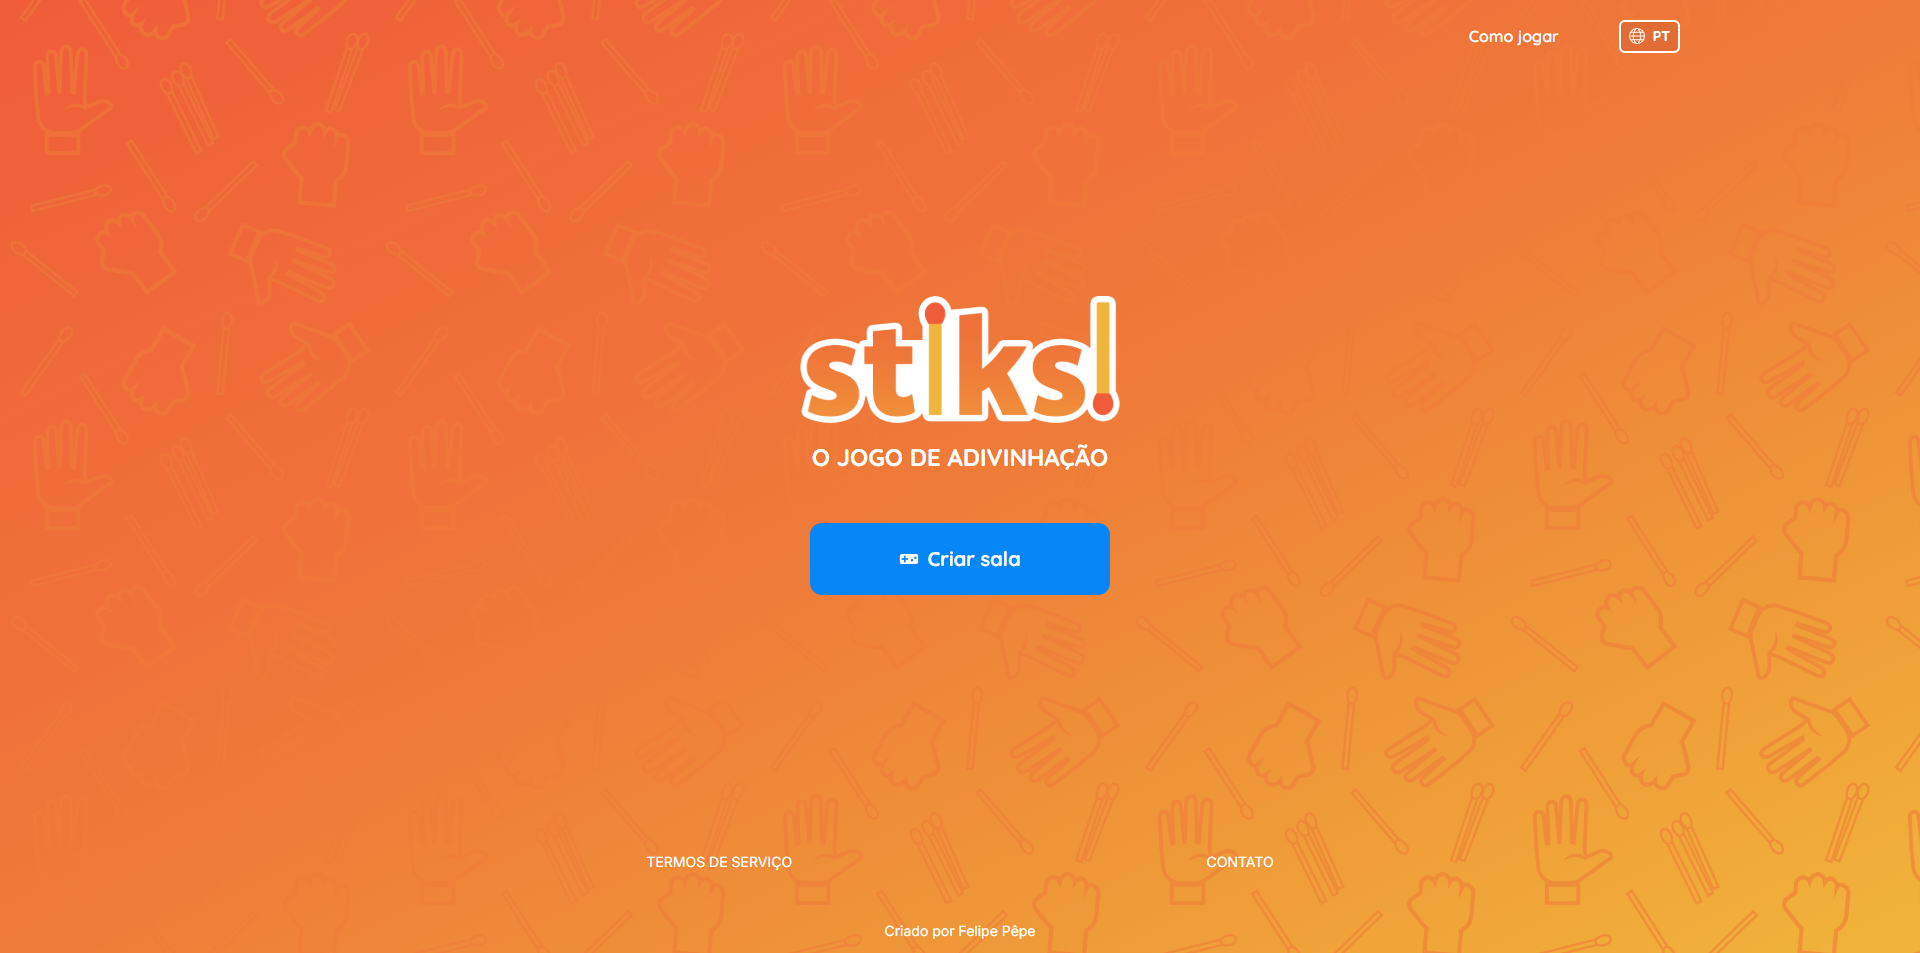 Como jogar
PT
stiks!
O JOGO DE ADIVINHAÇÃO
Criar sala
TERMOS DE SERVIÇO
CONTATO
Criado por Felipe Pêpe